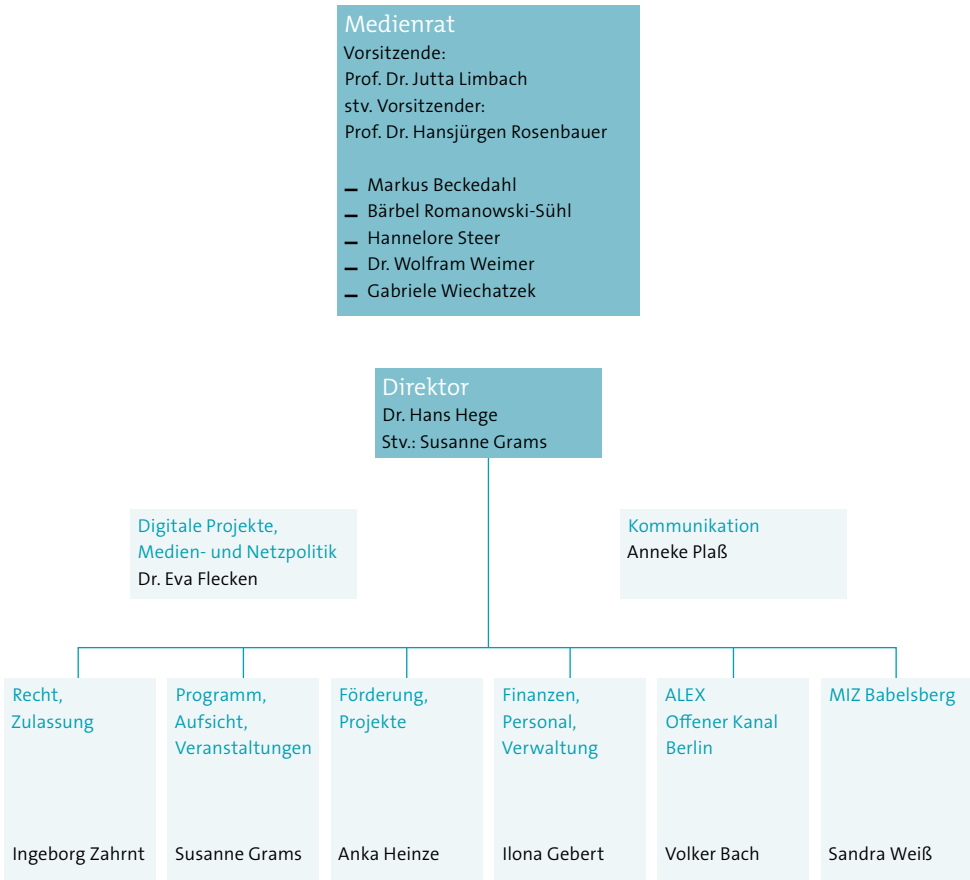 Medienrat
Vorsitzende:
Prof. Dr. Jutta Limbach
stv. Vorsitzender:
Prof. Dr. Hansjürgen Rosenbauer
– Markus Beckedahl
– Bärbel Romanowski-Sühl
– Hannelore Steer
– Dr. Wolfram Weimer
– Gabriele Wiechatzek
Direktor
Dr. Hans Hege
Stv.: Susanne Grams
Digitale Projekte,
Medien- und Netzpolitik
Dr. Eva Flecken
Kommunikation
Anneke Plaß
Recht,
Zulassung
Ingeborg Zahrnt
Programm,
Aufsicht,
Veranstaltungen
Susanne Grams
Förderung,
Projekte
Anka Heinze
Finanzen,
Personal,
Verwaltung
Ilona Gebert
ALEX
Offener Kanal
Berlin
Volker Bach
MIZ Babelsberg
Sandra Weiß